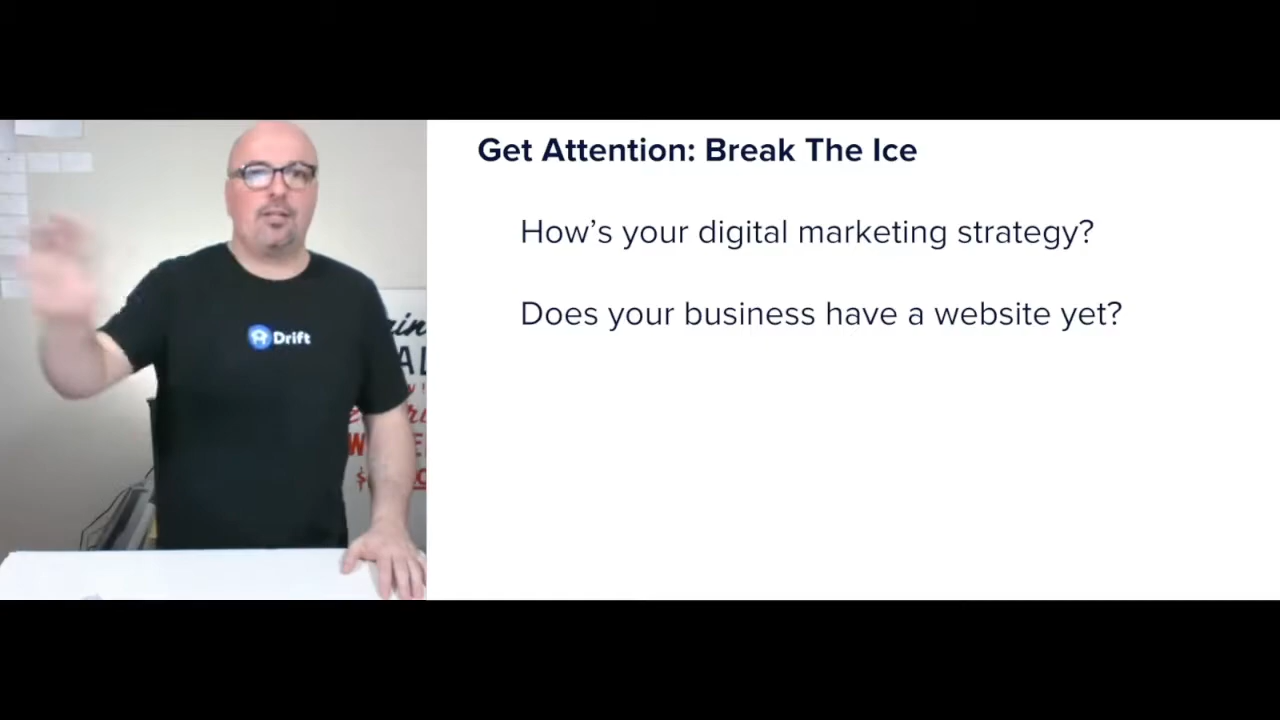 Get Attention: Break The Ice
How’s your digital marketing strategy?
Does your business have a website yet?
Drift